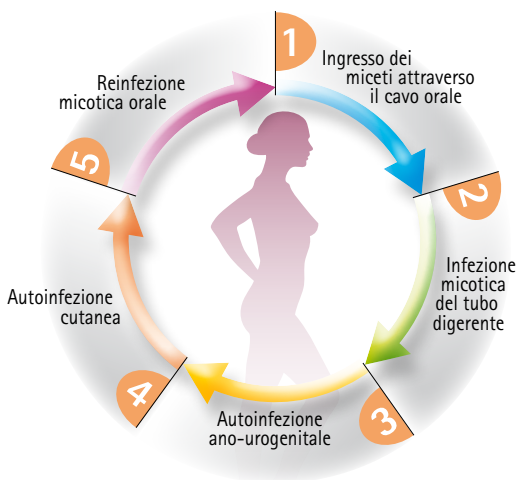 1
Ingresso dei
miceti attraverso
il cavo orale
2
Infezione
micotica
del tubo
digerente
3
Autoinfezione
ano-urogenitale
4
Autoinfezione
cutanea
5
Reinfezione
micotica orale